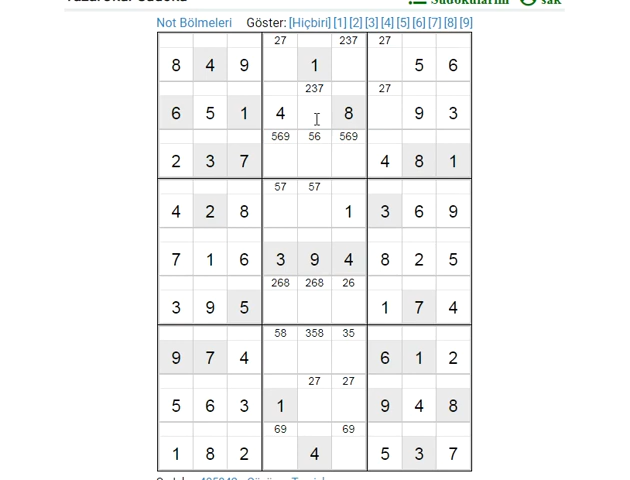 Not Bölmeleri Göster: [Hiçbiri] [1] [2] [3] [4] [5] [6] [7] [8] [9]
27 237 27
8 4 9 1 5 6
237 27
6 5 1 4 8 9 3
569 56 569
2 3 7 4 8 1
57 57
4 2 8 1 3 6 9
7 1 6 3 9 4 8 2 5
268 268 26
3 9 5 1 7 4
58 358 35
9 7 4 6 1 2
27 27
5 6 3 1 9 4 8
69 69
1 8 2 4 5 3 7